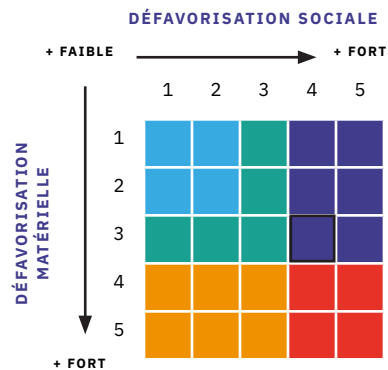 DÉFAVORISATION SOCIALE
+ FAIBLE
+ FORT
1 2 3 4 5
DÉFAVORISATION
MATÉRIELLE
1
2
3
4
5
+ FORT